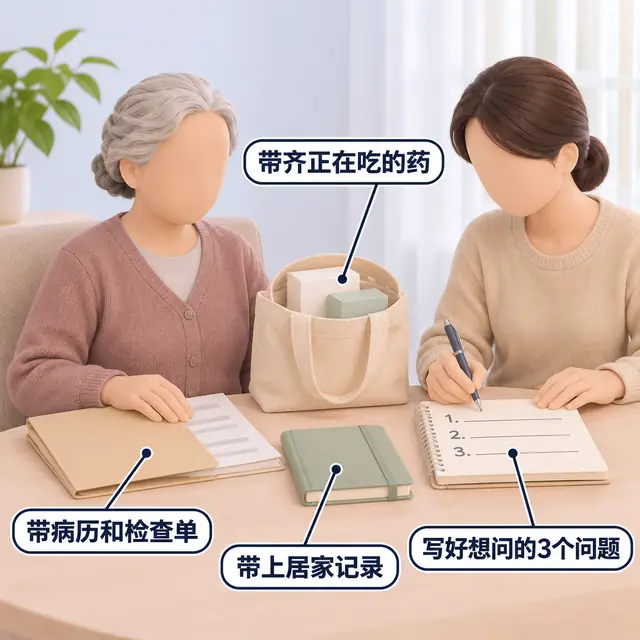 带齐正在吃的药
1.
2.
3.
带病历和检查单
带上居家记录
写好想问的3个问题